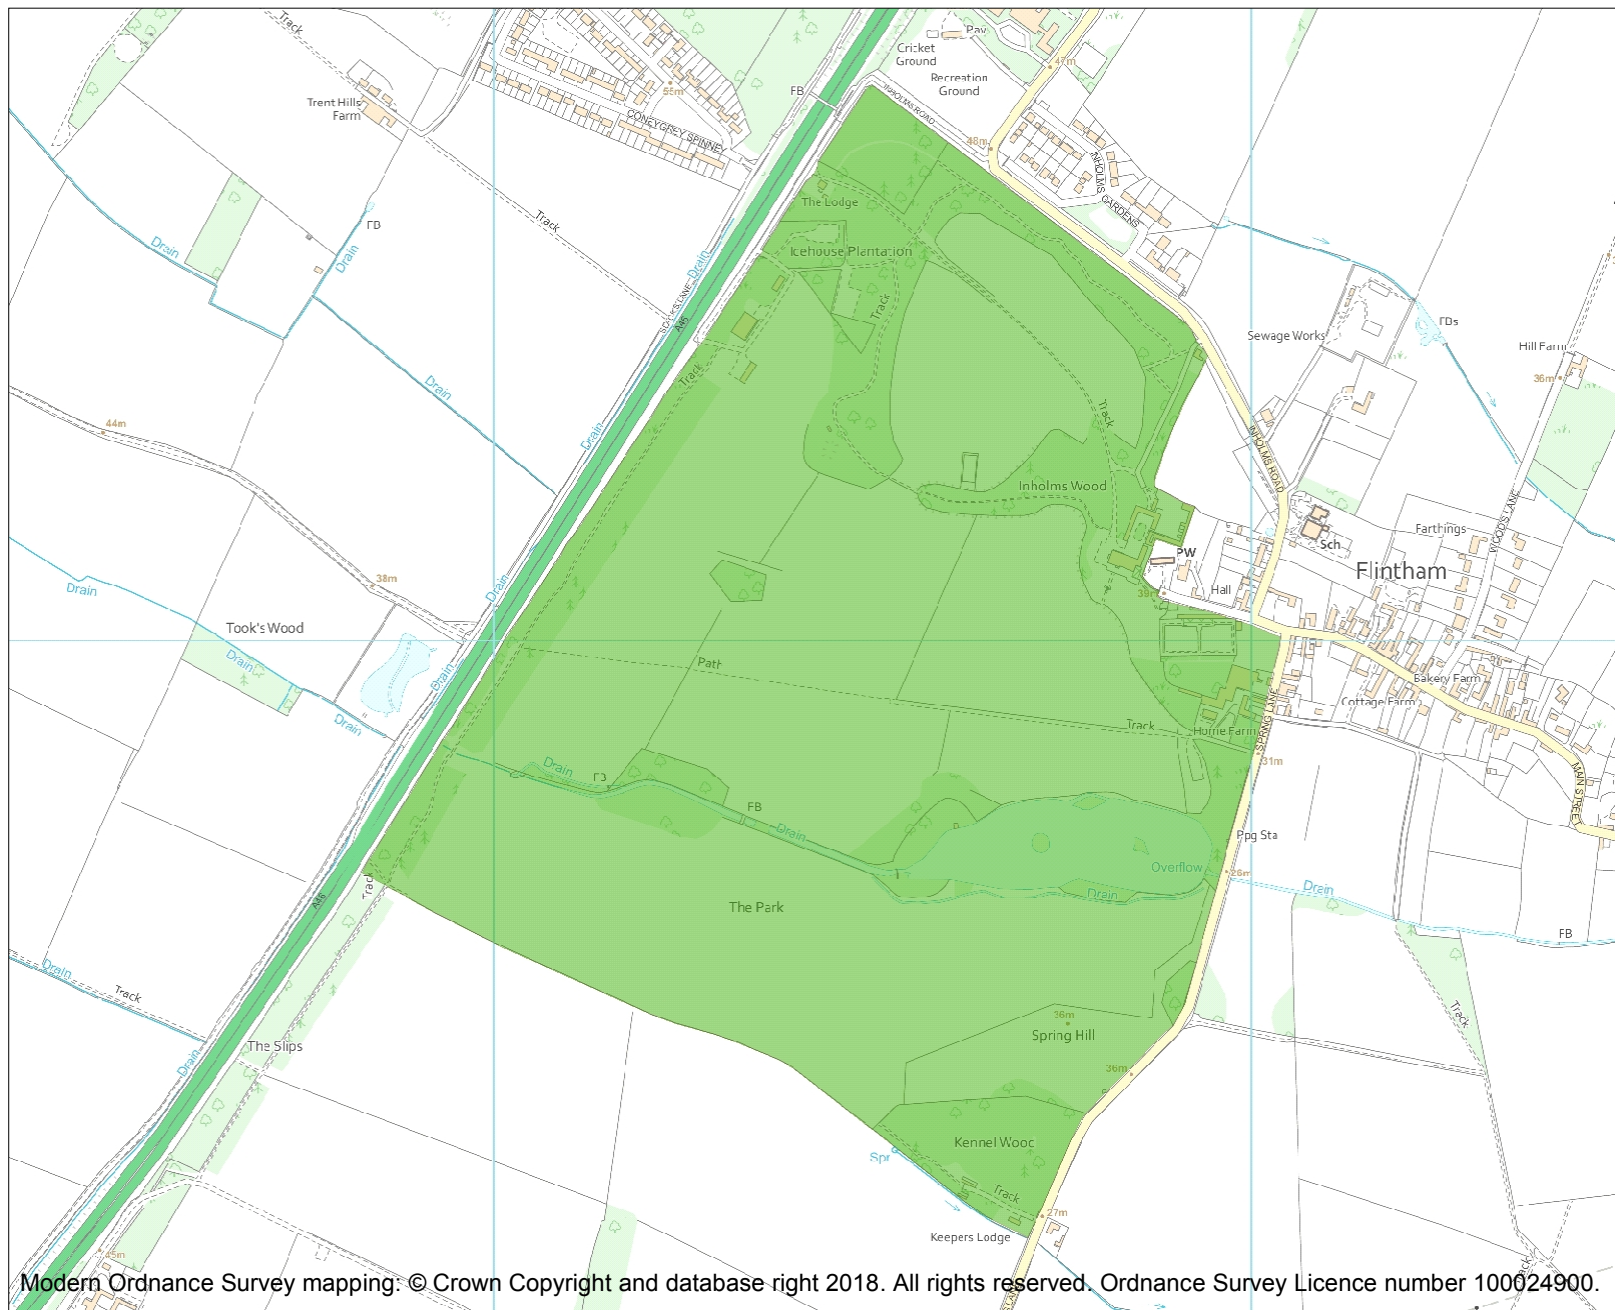 Track
Pav
Cricket
Ground
47m
Recreation
Ground
Trent Hills
Farm
55m
FB
INHOLMS ROAD
CONEYGREY SPINNEY
48m
INHOLMS
GARDENS
The Lodge
Track
FB
Drain
Drain
Icehouse Plantation
Drain
Track
A46
Sewage Works
FBs
Hill Farm
36m
Track
Drain
44m
Track
Drain
INHOLMS ROAD
Inholms Wood
Farthings
Sch
PW
Flintham
38m
Drain
Drain
Hall
39m
Took's Wood
Drain
Drain
Path
Bakery Farm
Cottage Farm
Drain
Track
Home Farm
SPRING LANE
31m
MAIN STREET
Drain
FB
FB
Drain
Ppg Sta
Overflow
26m
Drain
Drain
Track
A46
The Park
FB
Drain
Track
36m
Spring Hill
Track
The Slips
Drain
36m
Kennel Wood
Spr
Track
27m
Keepers Lodge
45m
Track
Modern Ordnance Survey mapping: © Crown Copyright and database right 2018. All rights reserved. Ordnance Survey Licence number 100024900.